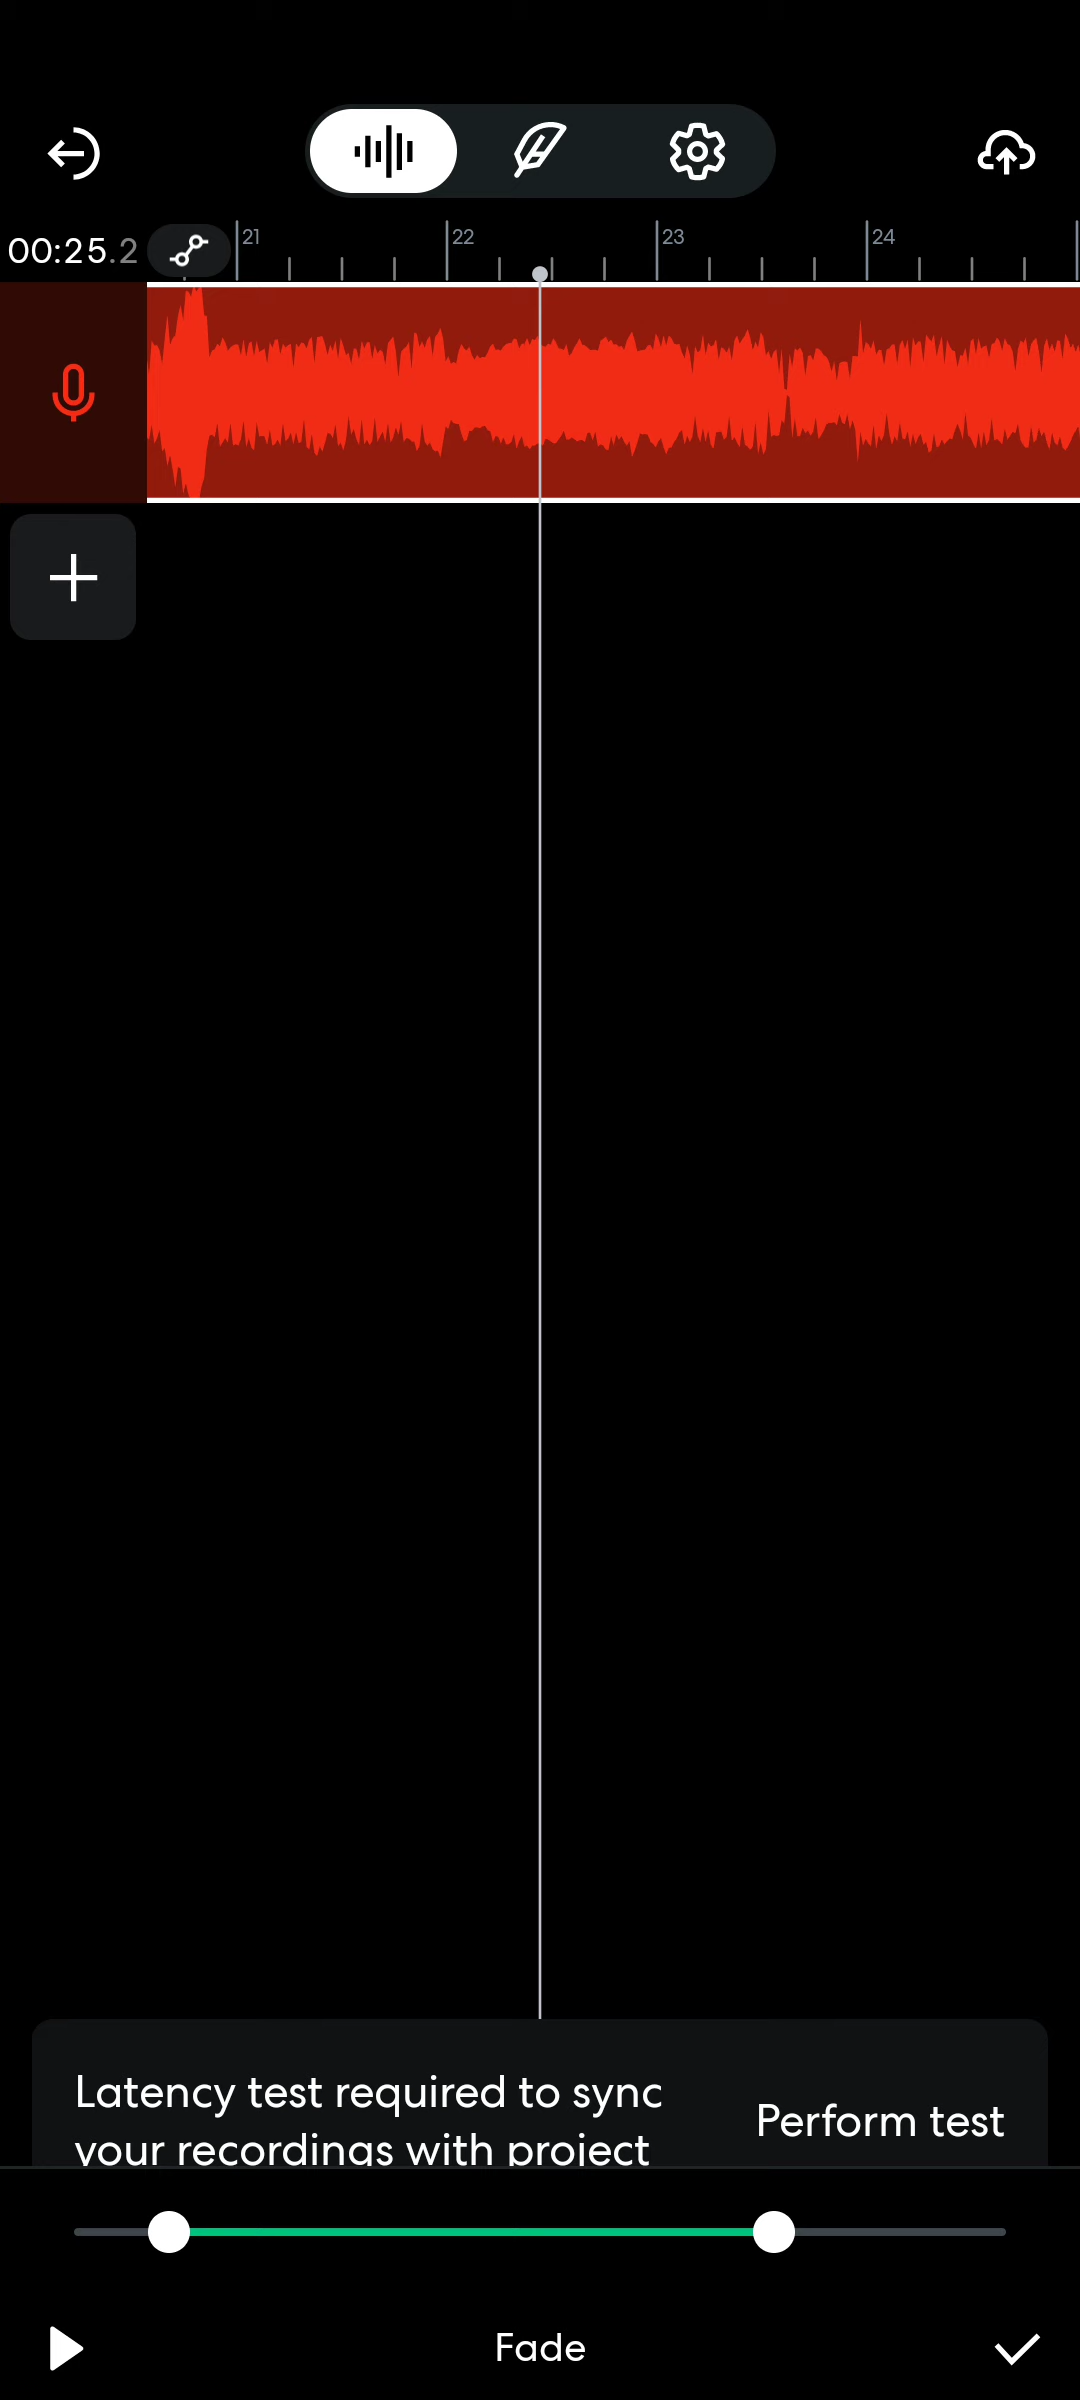 00:25.2
21
22
23
24
Latency test required to sync
your recordings with project
Perform test
Fade